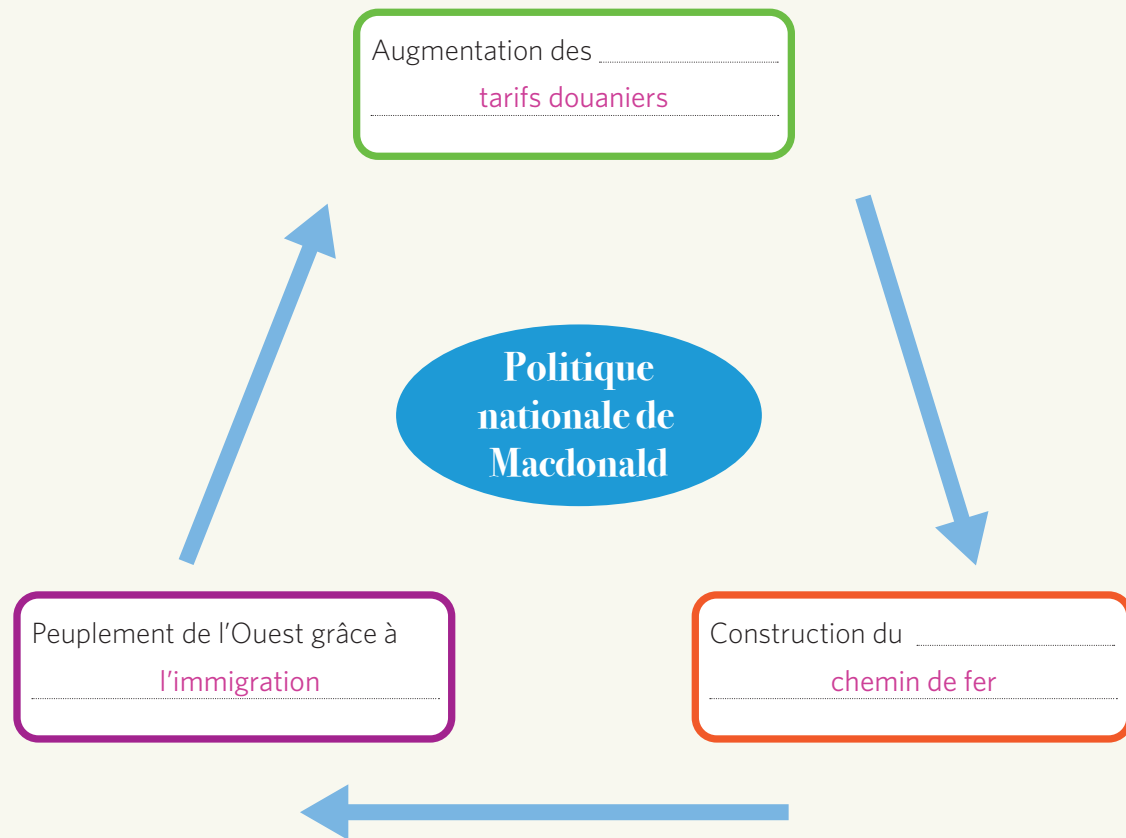 Augmentation des
tarifs douaniers
Politique
nationale de
Macdonald
Peuplement de l'Ouest grâce à
l'immigration
Construction du
chemin de fer